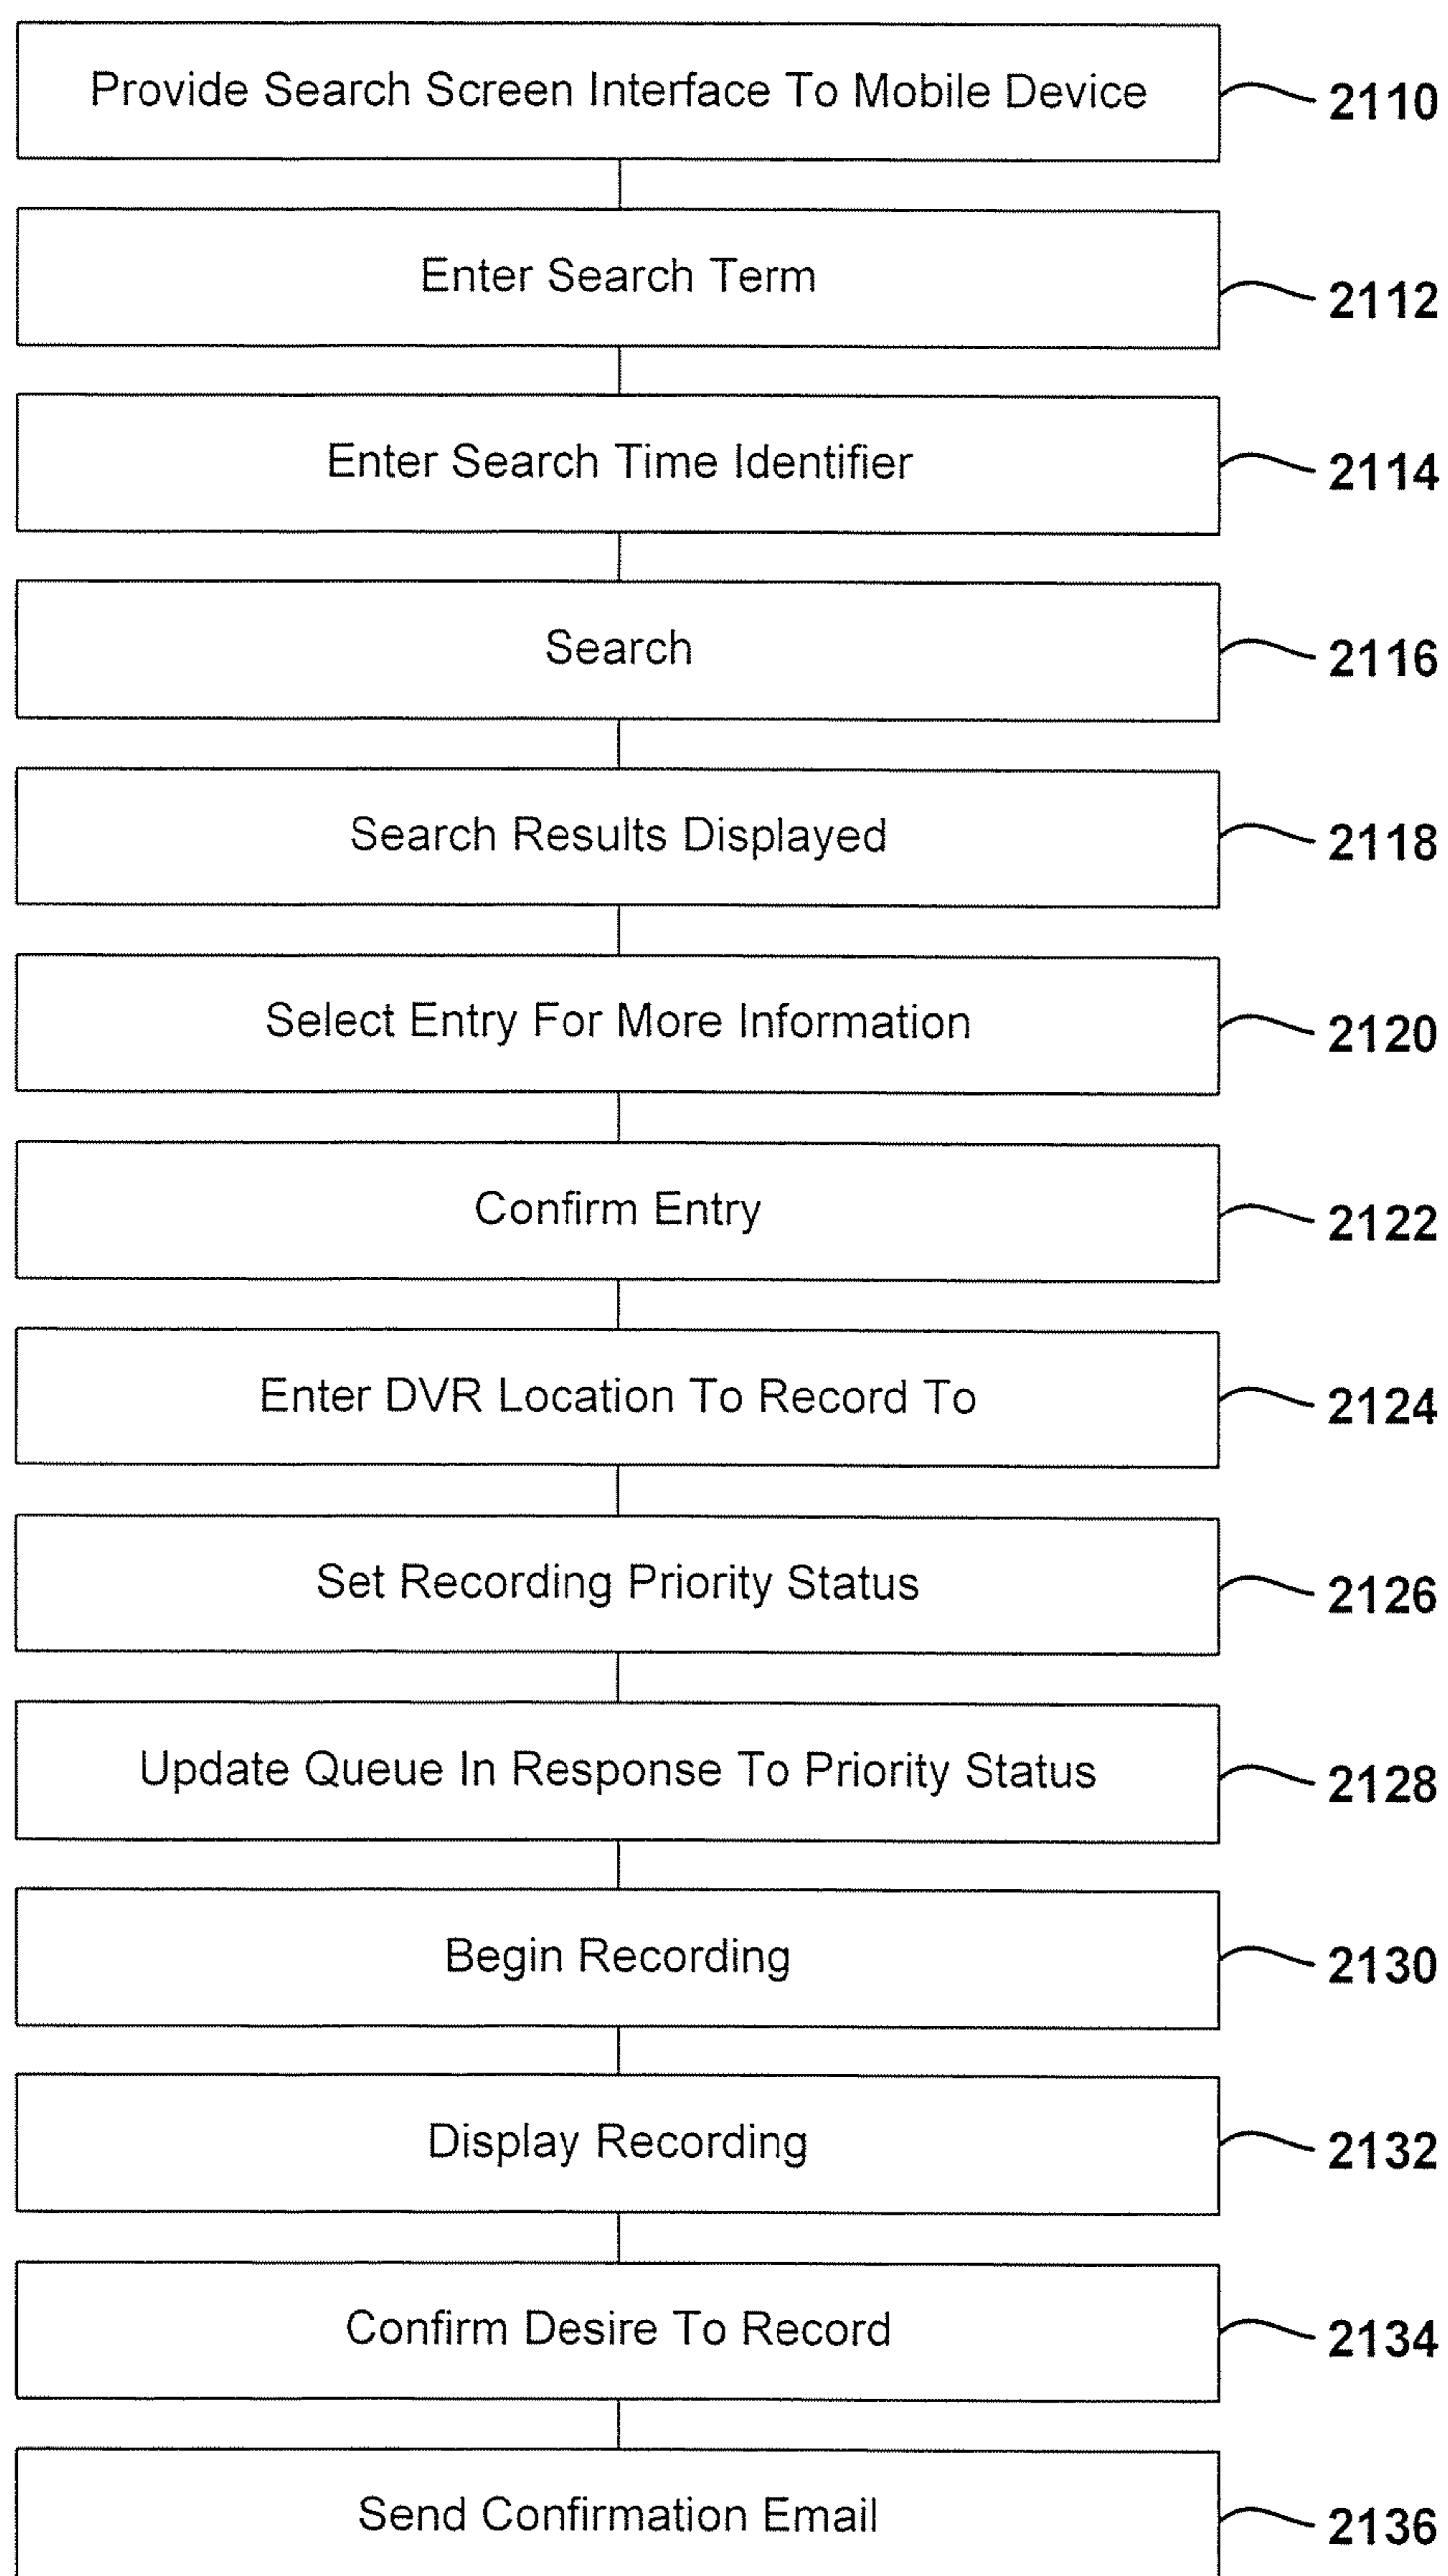 Provide Search Screen Interface To Mobile Device 2110
Enter Search Term 2112
Enter Search Time Identifier 2114
Search 2116
Search Results Displayed 2118
Select Entry For More Information 2120
Confirm Entry 2122
Enter DVR Location To Record To 2124
Set Recording Priority Status 2126
Update Queue In Response To Priority Status 2128
Begin Recording 2130
Display Recording 2132
Confirm Desire To Record 2134
Send Confirmation Email 2136